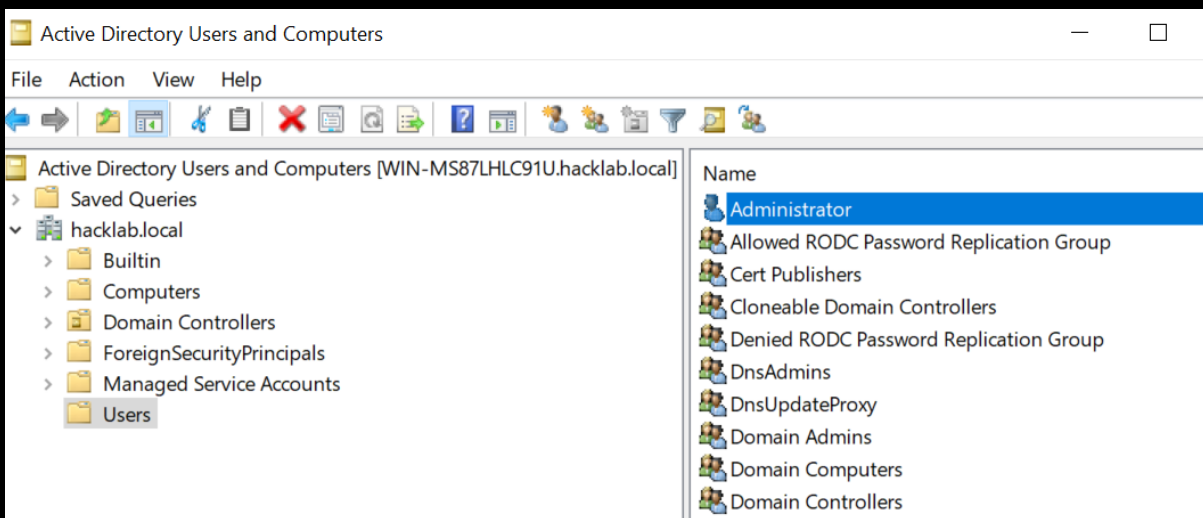 Active Directory Users and Computers
File Action View Help
Active Directory Users and Computers [WIN-MS87LHLC91U.hacklab.local]
Saved Queries
hacklab.local
Builtin
Computers
Domain Controllers
ForeignSecurityPrincipals
Managed Service Accounts
Users
Name
Administrator
Allowed RODC Password Replication Group
Cert Publishers
Cloneable Domain Controllers
Denied RODC Password Replication Group
DnsAdmins
DnsUpdateProxy
Domain Admins
Domain Computers
Domain Controllers